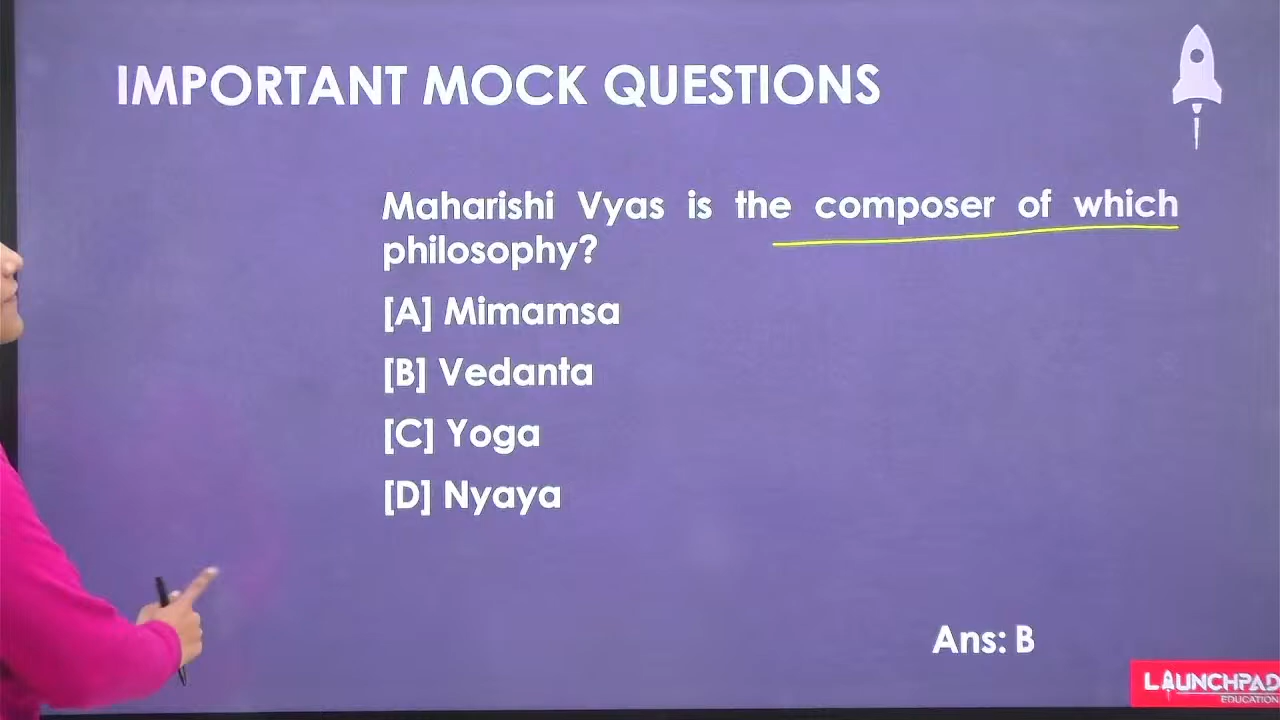 IMPORTANT MOCK QUESTIONS
Maharishi Vyas is the composer of which
philosophy?
[A] Mimamsa
[B] Vedanta
[C] Yoga
[D] Nyaya
Ans: B
LAUNCHPAD
EDUCATION